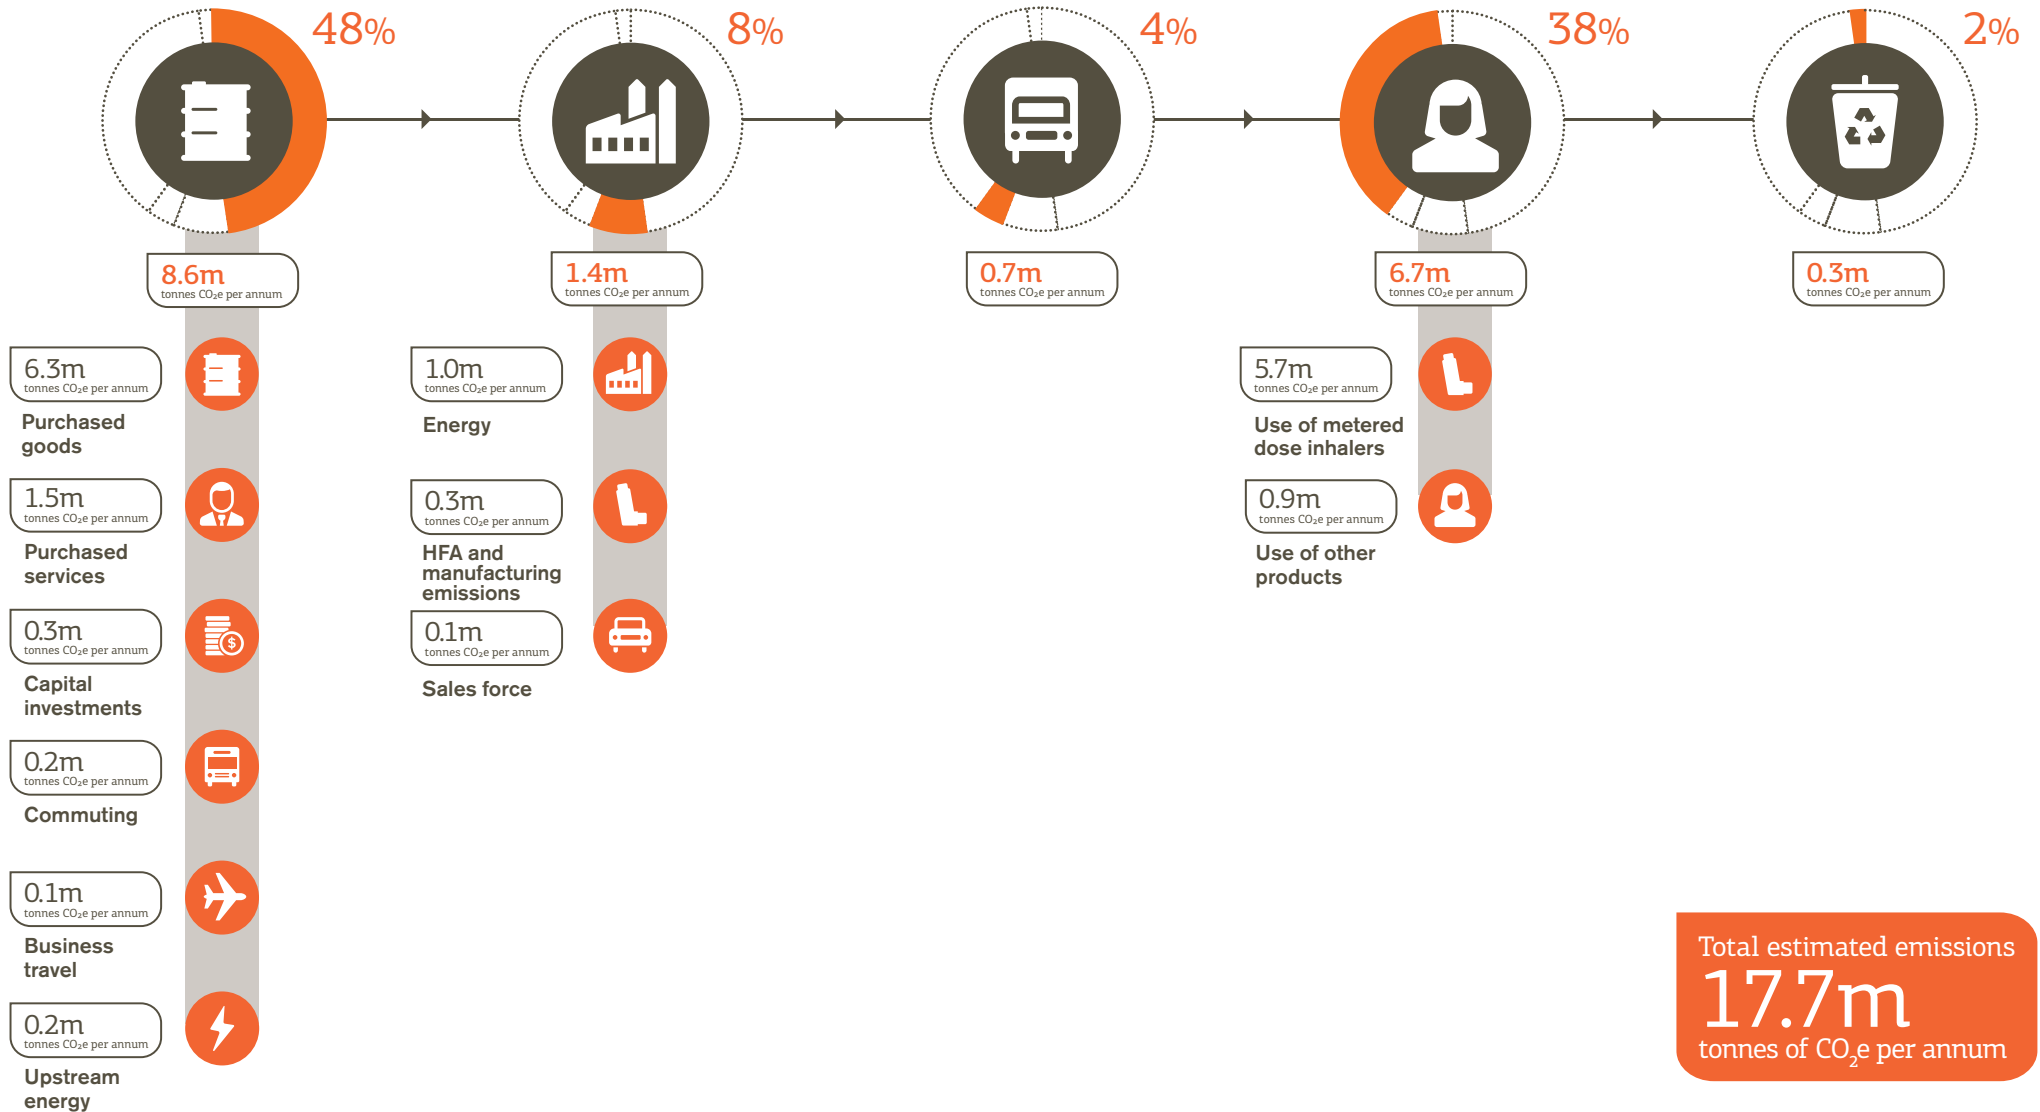 48%
8%
4%
38%
2%
8.6m
tonnes CO₂e per annum
1.4m
tonnes CO₂e per annum
0.7m
tonnes CO₂e per annum
6.7m
tonnes CO₂e per annum
0.3m
tonnes CO₂e per annum
6.3m
tonnes CO₂e per annum
Purchased
goods
1.5m
tonnes CO₂e per annum
Purchased
services
0.3m
tonnes CO₂e per annum
Capital
investments
$
0.2m
tonnes CO₂e per annum
Commuting
0.1m
tonnes CO₂e per annum
Business
travel
0.2m
tonnes CO₂e per annum
Upstream
energy
1.0m
tonnes CO₂e per annum
Energy
0.3m
tonnes CO₂e per annum
HFA and
manufacturing
emissions
0.1m
tonnes CO₂e per annum
Sales force
5.7m
tonnes CO₂e per annum
Use of metered
dose inhalers
0.9m
tonnes CO₂e per annum
Use of other
products
Total estimated emissions
17.7m
tonnes of CO₂e per annum